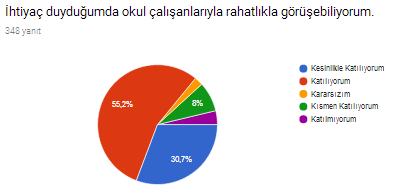 İhtiyaç duyduğumda okul çalışanlarıyla rahatlıkla görüşebiliyorum.
348 yanıt
Kesinlikle Katılıyorum
Katılıyorum
Kararsızım
Kısmen Katılıyorum
Katılmıyorum
55,2%
8%
30,7%